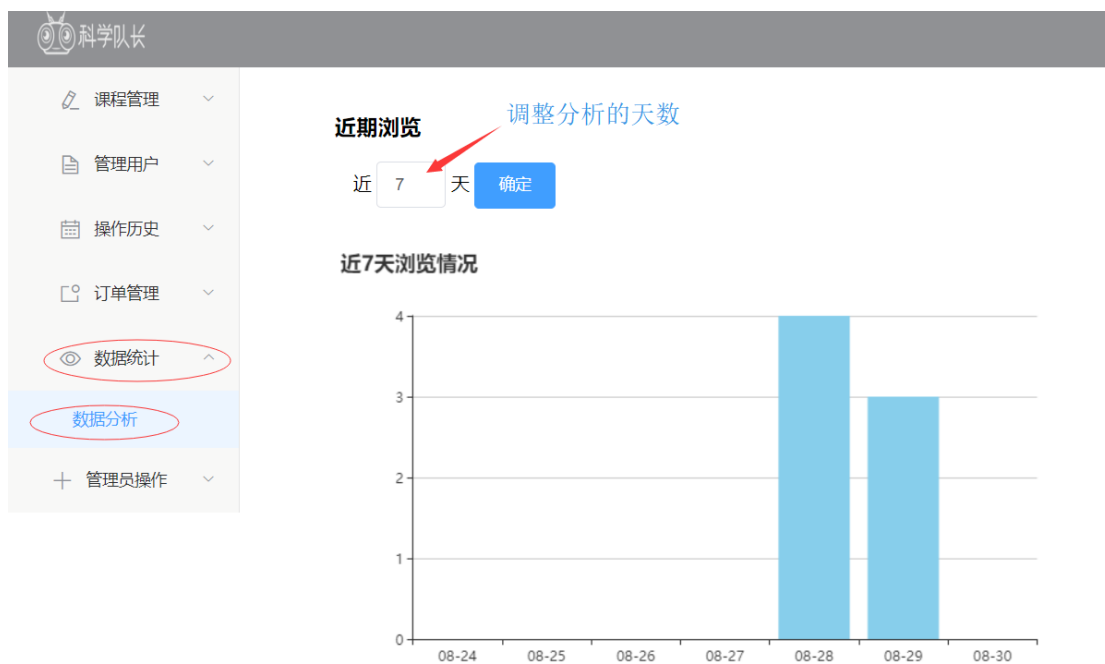 科学队长
课程管理
管理用户
操作历史
订单管理
数据统计
数据分析
管理员操作
调整分析的天数
近期浏览
近 7 天 确定
近7天浏览情况
4
3
2
1
0
08-24 08-25 08-26 08-27 08-28 08-29 08-30